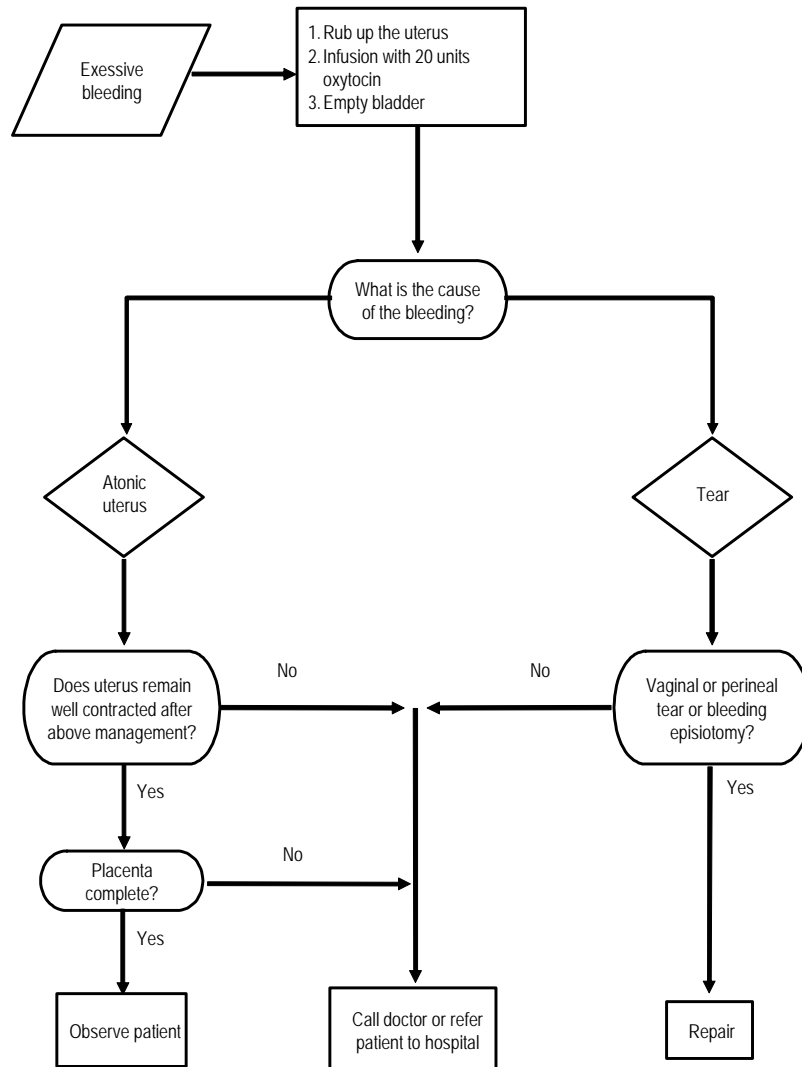 Exessive
bleeding
1. Rub up the uterus
2. Infusion with 20 units
oxytocin
3. Empty bladder
What is the cause
of the bleeding?
Atonic
uterus
Tear
Does uterus remain
well contracted after
above management?
No
No
Vaginal or perineal
tear or bleeding
episiotomy?
Yes
Yes
Placenta
complete?
No
Yes
Observe patient
Call doctor or refer
patient to hospital
Repair